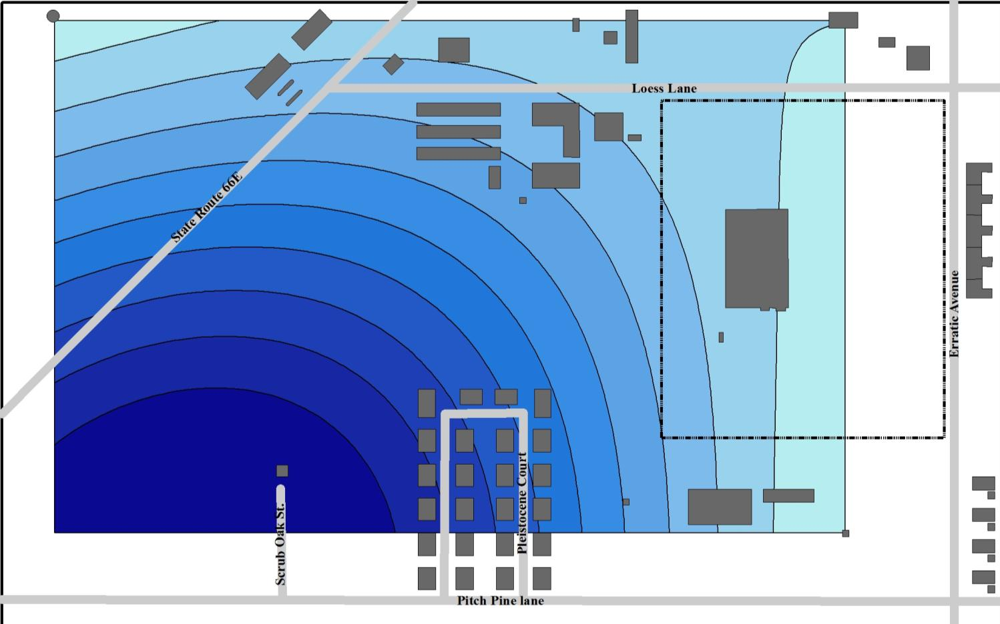 Loess Lane
State Route 66E
Erratic Avenue
Pleistocene Court
Scrub Oak St.
Pitch Pine lane